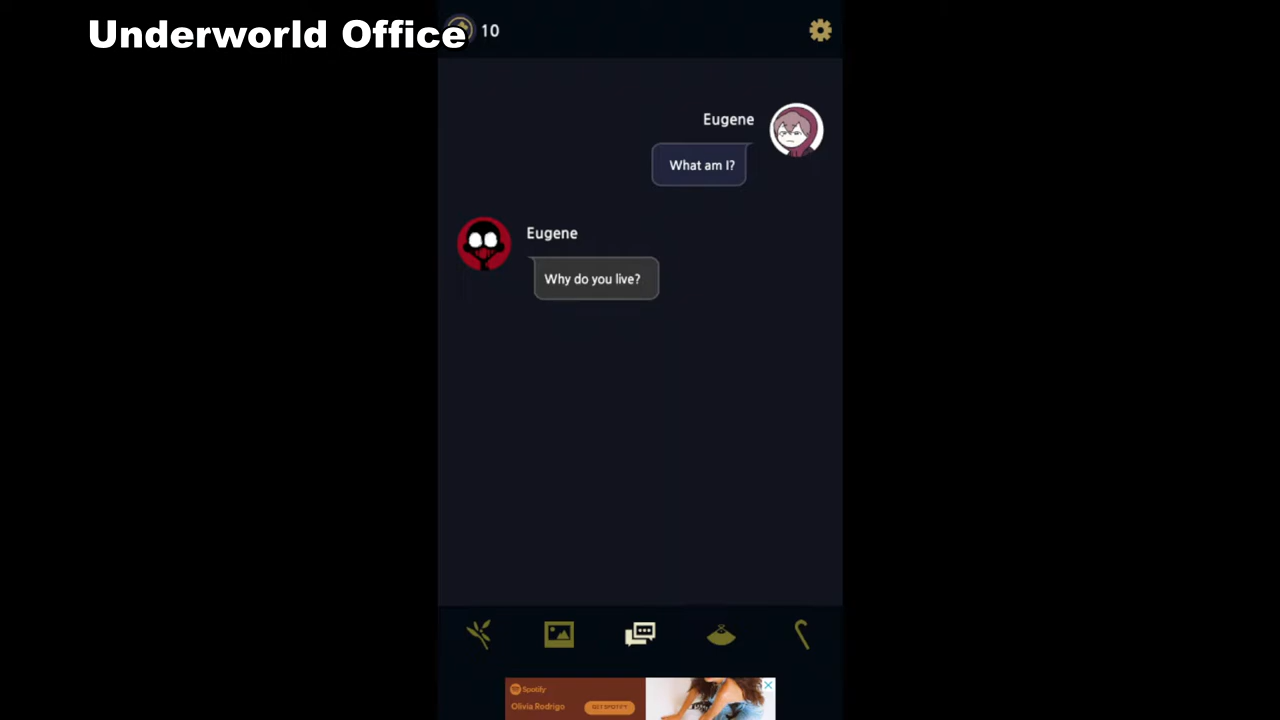 Underworld Office
10
Eugene
What am I?
Eugene
Why do you live?
Spotify
Olivia Rodrigo
GET SPOTIFY